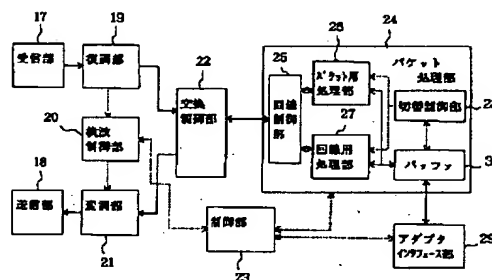 17
受信部
19
復調部
20
検波
制御部
18
送信部
変調部
21
22
交換
制御部
制御部
23
24
パケット
処理部
25
回線
制御部
26
パケット用
処理部
27
回線用
処理部
切替制御部
バッファ
アダプタ
インタフェース部
29